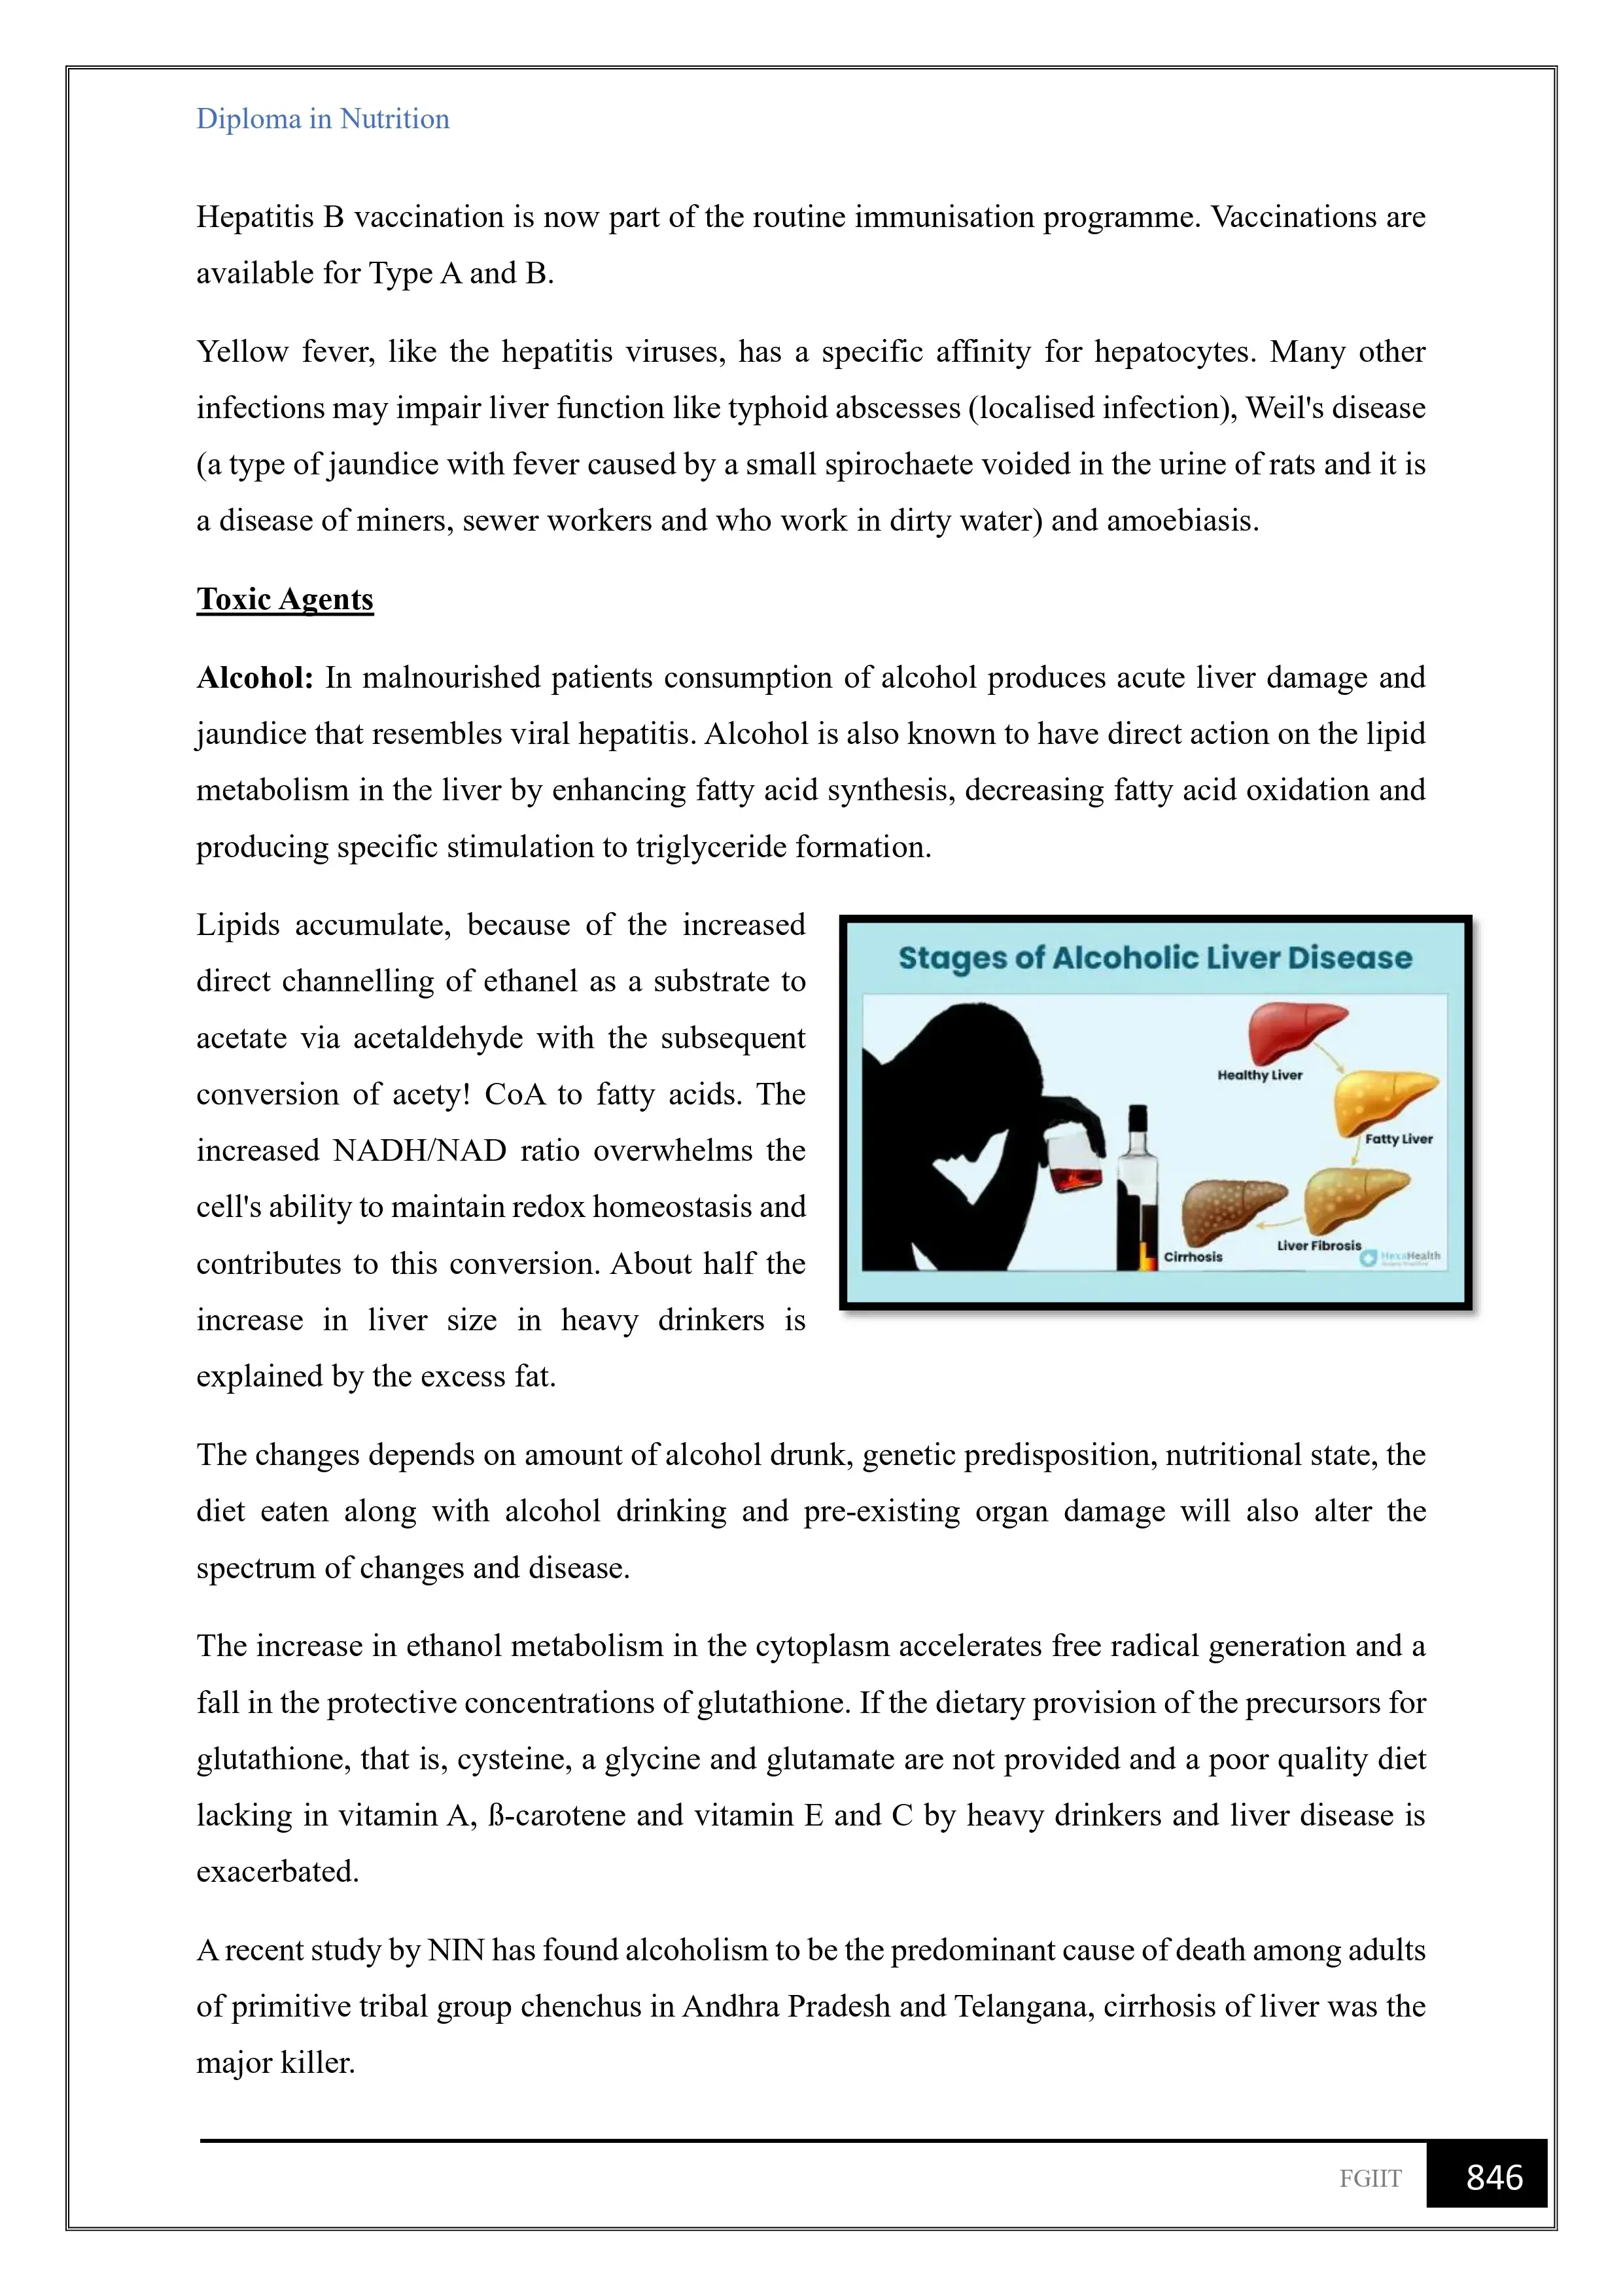 Diploma in Nutrition
Hepatitis B vaccination is now part of the routine immunisation programme. Vaccinations are
available for Type A and B.
Yellow fever, like the hepatitis viruses, has a specific affinity for hepatocytes. Many other
infections may impair liver function like typhoid abscesses (localised infection), Weil's disease
(a type of jaundice with fever caused by a small spirochaete voided in the urine of rats and it is
a disease of miners, sewer workers and who work in dirty water) and amoebiasis.
Toxic Agents
Alcohol: In malnourished patients consumption of alcohol produces acute liver damage and
jaundice that resembles viral hepatitis. Alcohol is also known to have direct action on the lipid
metabolism in the liver by enhancing fatty acid synthesis, decreasing fatty acid oxidation and
producing specific stimulation to triglyceride formation.
Lipids accumulate, because of the increased
direct channelling of ethanel as a substrate to
acetate via acetaldehyde with the subsequent
conversion of acety! CoA to fatty acids. The
increased NADH/NAD ratio overwhelms the
cell's ability to maintain redox homeostasis and
contributes to this conversion. About half the
increase in liver size in heavy drinkers is
explained by the excess fat.
Stages of Alcoholic Liver Disease
Healthy Liver
Fatty Liver
Liver Fibrosis
Cirrhosis
HexaHealth
The changes depends on amount of alcohol drunk, genetic predisposition, nutritional state, the
diet eaten along with alcohol drinking and pre-existing organ damage will also alter the
spectrum of changes and disease.
The increase in ethanol metabolism in the cytoplasm accelerates free radical generation and a
fall in the protective concentrations of glutathione. If the dietary provision of the precursors for
glutathione, that is, cysteine, a glycine and glutamate are not provided and a poor quality diet
lacking in vitamin A, ß-carotene and vitamin E and C by heavy drinkers and liver disease is
exacerbated.
A recent study by NIN has found alcoholism to be the predominant cause of death among adults
of primitive tribal group chenchus in Andhra Pradesh and Telangana, cirrhosis of liver was the
major killer.
FGIIT
846